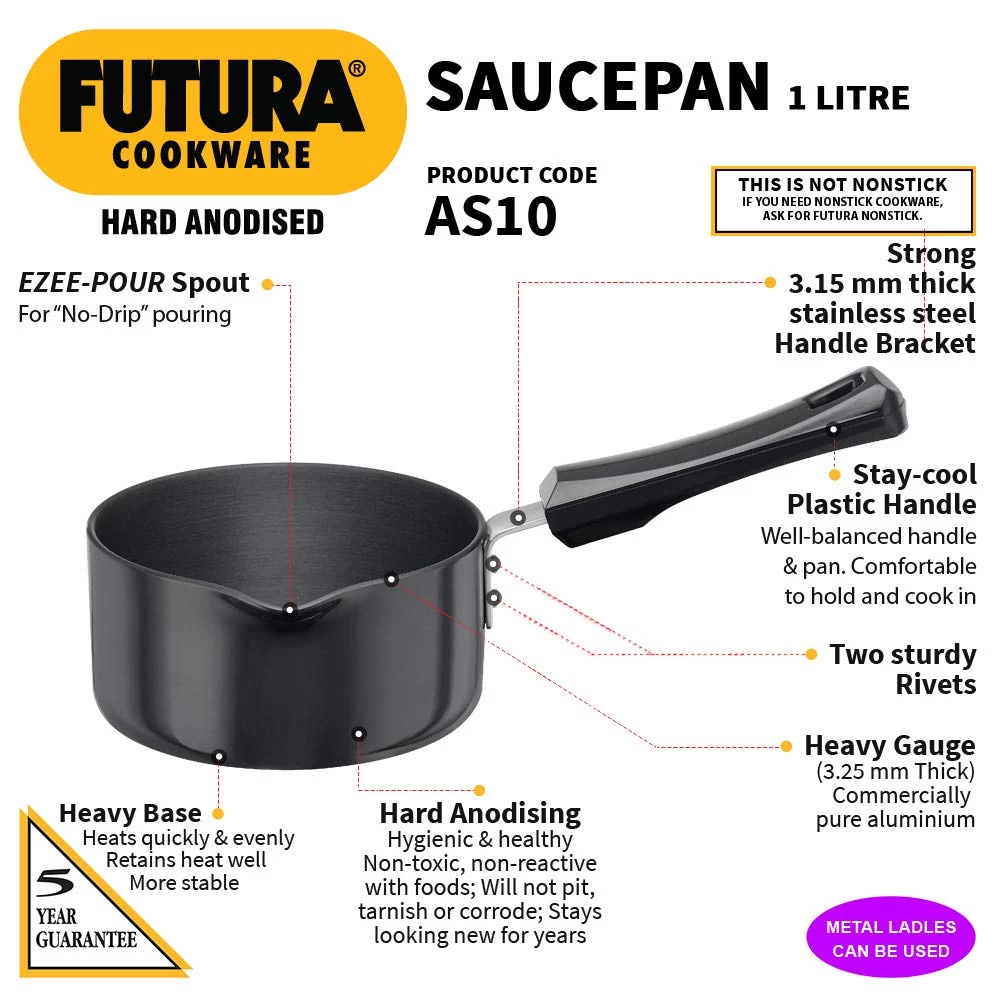 FUTURA®
COOKWARE
HARD ANODISED
SAUCEPAN 1 LITRE
PRODUCT CODE
AS10
THIS IS NOT NONSTICK
IF YOU NEED NONSTICK COOKWARE,
ASK FOR FUTURA NONSTICK.
EZEE-POUR Spout
For “No-Drip” pouring
Strong
3.15 mm thick
stainless steel
Handle Bracket
Stay-cool
Plastic Handle
Well-balanced handle
& pan. Comfortable
to hold and cook in
Two sturdy
Rivets
Heavy Gauge
(3.25 mm Thick)
Commercially
pure aluminium
Heavy Base
Heats quickly & evenly
Retains heat well
More stable
Hard Anodising
Hygienic & healthy
Non-toxic, non-reactive
with foods; Will not pit,
tarnish or corrode; Stays
looking new for years
5
YEAR
GUARANTEE
METAL LADLES
CAN BE USED